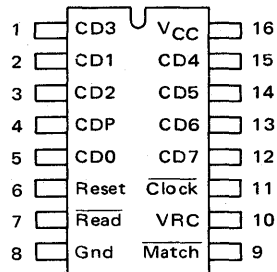 1 CD3 VCC 16
2 CD1 CD4 15
3 CD2 CD5 14
4 CDP CD6 13
5 CD0 CD7 12
6 Reset Clock 11
7 Read VRC 10
8 Gnd Match 9